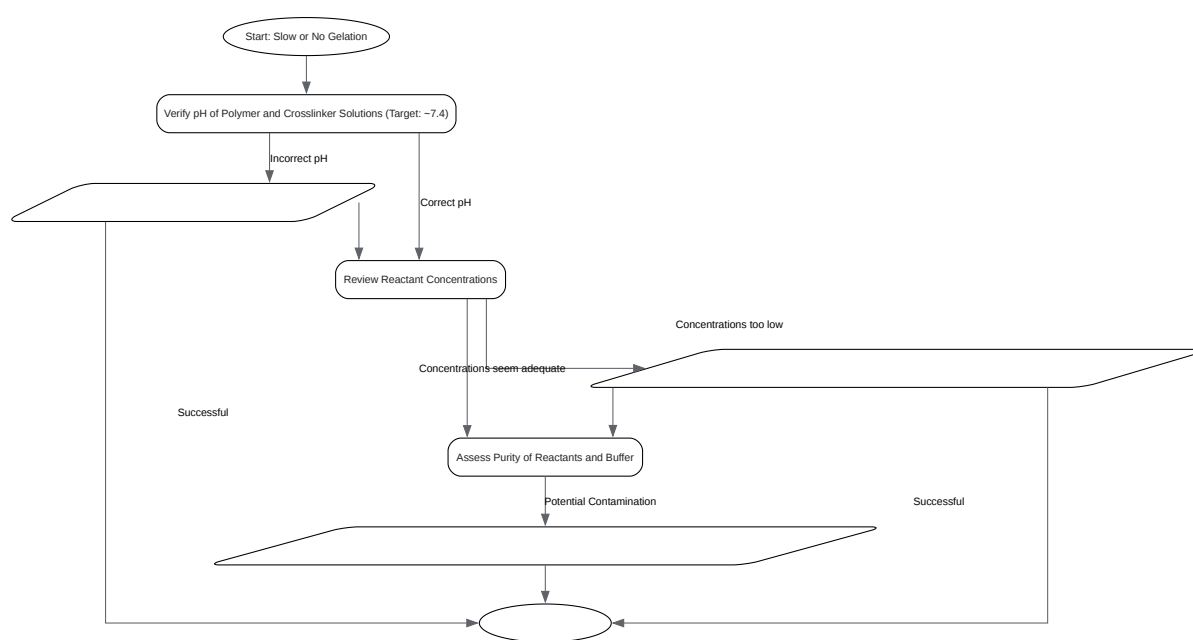 Start: Slow or No Gelation
Verify pH of Polymer and Crosslinker Solutions (Target: ~7.4)
Incorrect pH
Correct pH
Review Reactant Concentrations
Concentrations too low
Concentrations seem adequate
Successful
Assess Purity of Reactants and Buffer
Potential Contamination
Successful